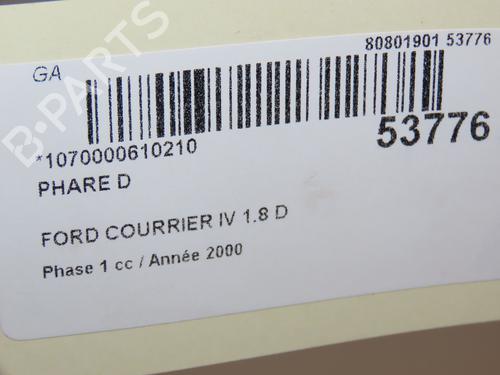 80801901 53776
GA
53776
*1070000610210
PHARE D
FORD COURRIER IV 1.8 D
Phase 1 cc / Année 2000
B-PARTS